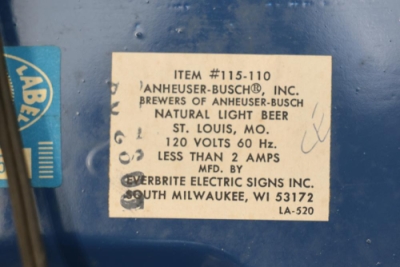 LABEL
ITEM #115-110
ANHEUSER-BUSCH®, INC.
BREWERS OF ANHEUSER-BUSCH
NATURAL LIGHT BEER
ST. LOUIS, MO.
120 VOLTS 60 Hz.
LESS THAN 2 AMPS
MFD. BY
EVERBRITE ELECTRIC SIGNS INC.
SOUTH MILWAUKEE, WI 53172
LA-520